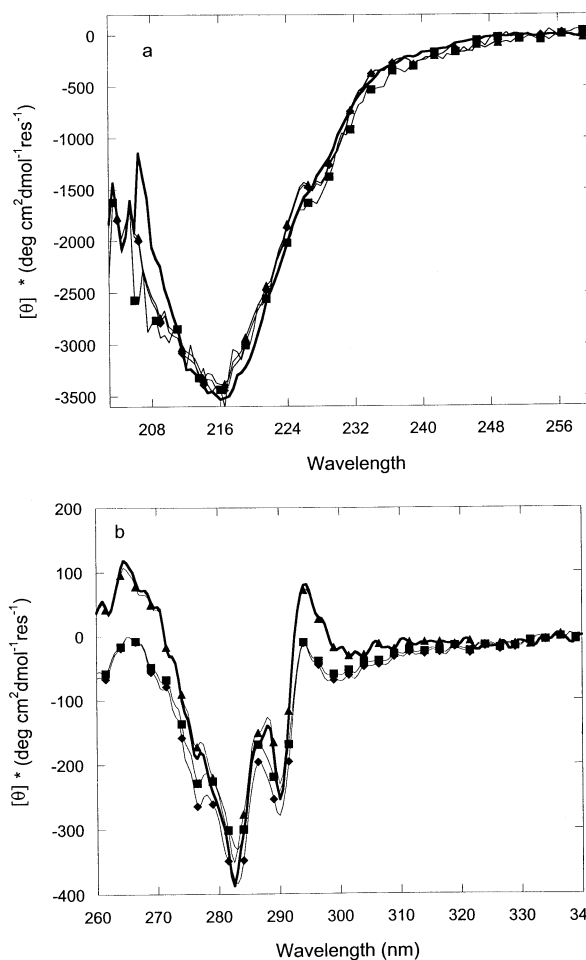 a
0
-500
-1000
-1500
-2000
-2500
-3000
-3500
[θ] * (deg cm²dmol⁻¹res⁻¹)
208 216 224 232 240 248 256
Wavelength
b
200
100
0
-100
-200
-300
-400
[θ] * (deg cm²dmol⁻¹res⁻¹)
260 270 280 290 300 310 320 330 340
Wavelength (nm)